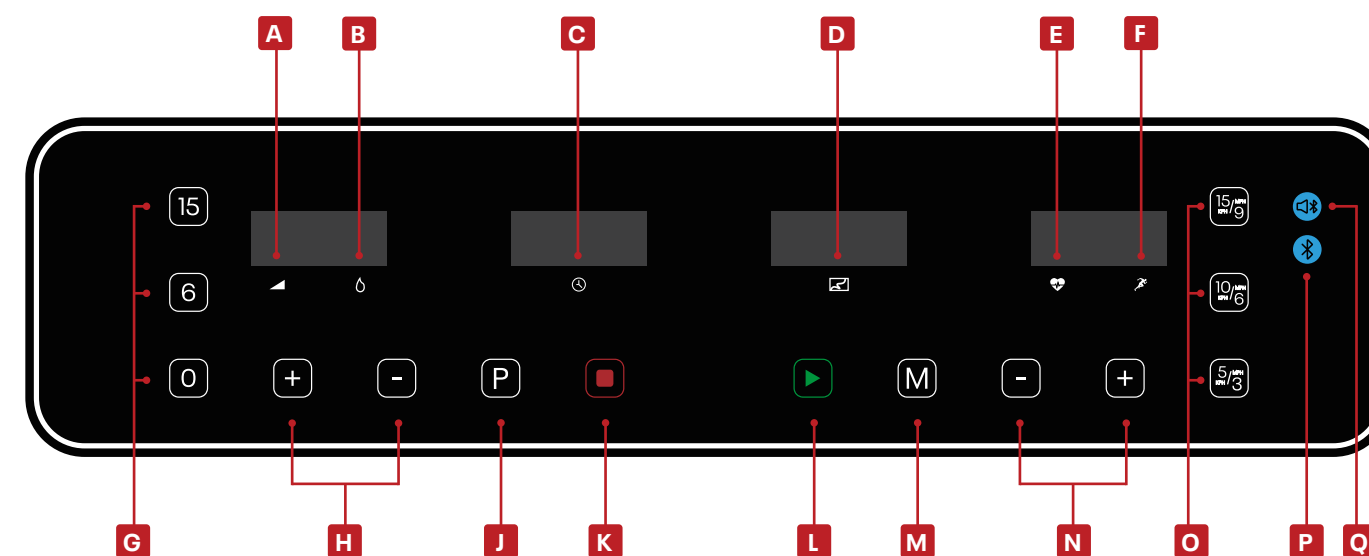 A B C D E F
15 15 KPH / MPH 9
6 10 KPH / MPH 6
0 + - P M - + 5 KPH / MPH 3
G H J K L M N O P Q